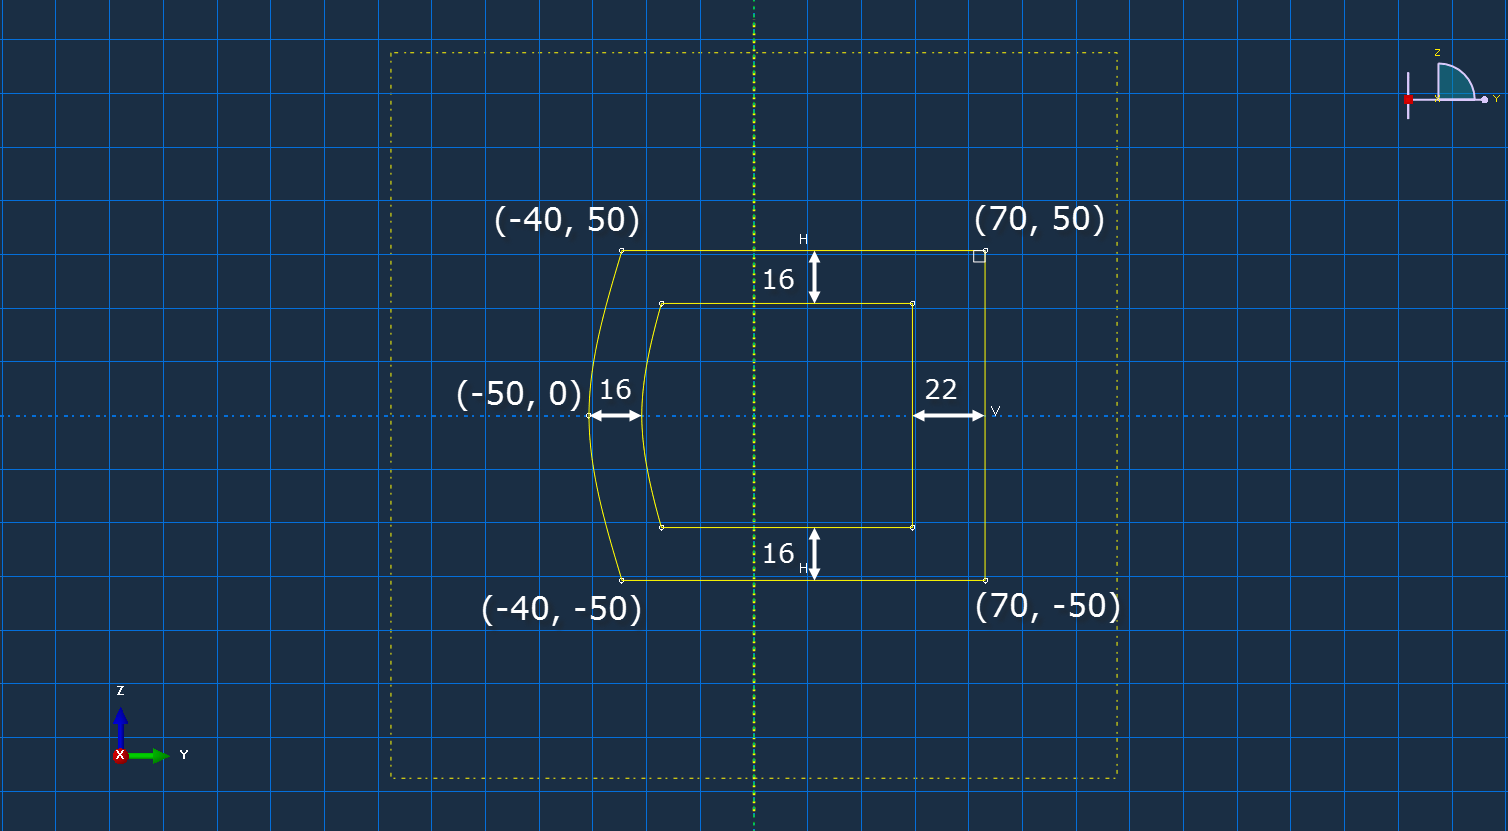 Z
Y
(-40, 50)
(70, 50)
H
16
(-50, 0)
16
22
V
16
H
(-40, -50)
(70, -50)
Z
X
Y